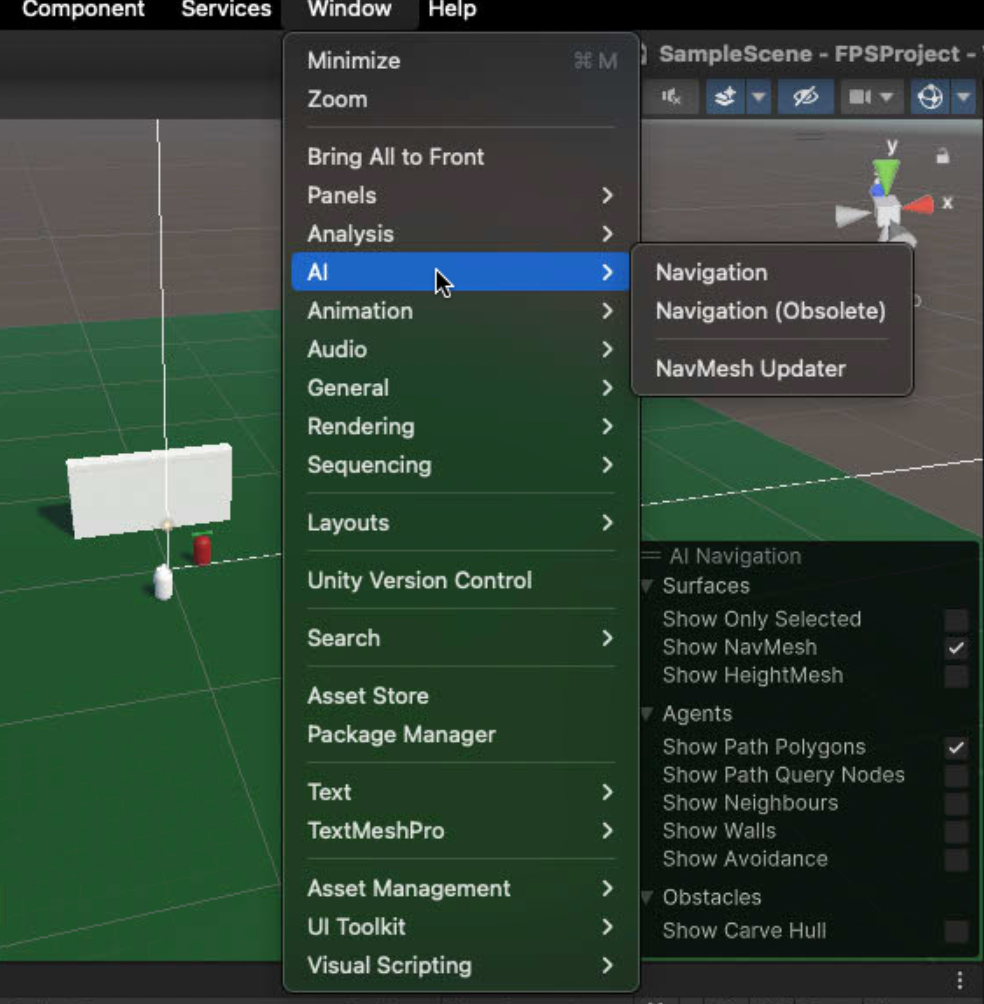 Component Services Window Help
SampleScene - FPSProject -
Minimize ⌘ M
Zoom
Bring All to Front
Panels
Analysis
AI
Animation
Audio
General
Rendering
Sequencing
Layouts
Unity Version Control
Search
Asset Store
Package Manager
Text
TextMeshPro
Asset Management
UI Toolkit
Visual Scripting
Navigation
Navigation (Obsolete)
NavMesh Updater
y
x
AI Navigation
Surfaces
Show Only Selected
Show NavMesh
Show HeightMesh
Agents
Show Path Polygons
Show Path Query Nodes
Show Neighbours
Show Walls
Show Avoidance
Obstacles
Show Carve Hull